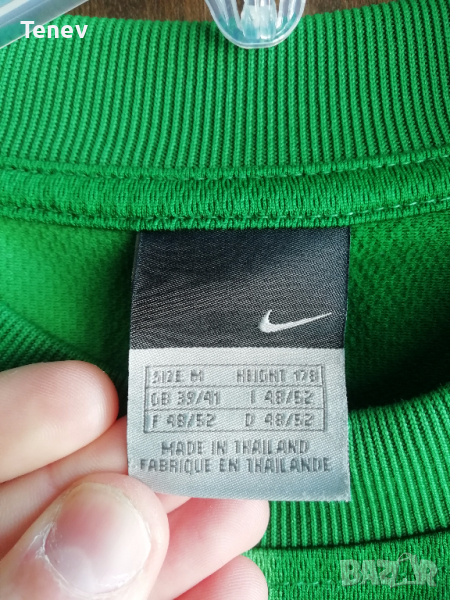 Tenev
SIZE M HEIGHT 178
GB 39/41 I 48/52
F 48/52 D 48/52
MADE IN THAILAND
FABRIQUE EN THAILANDE
BAZAR